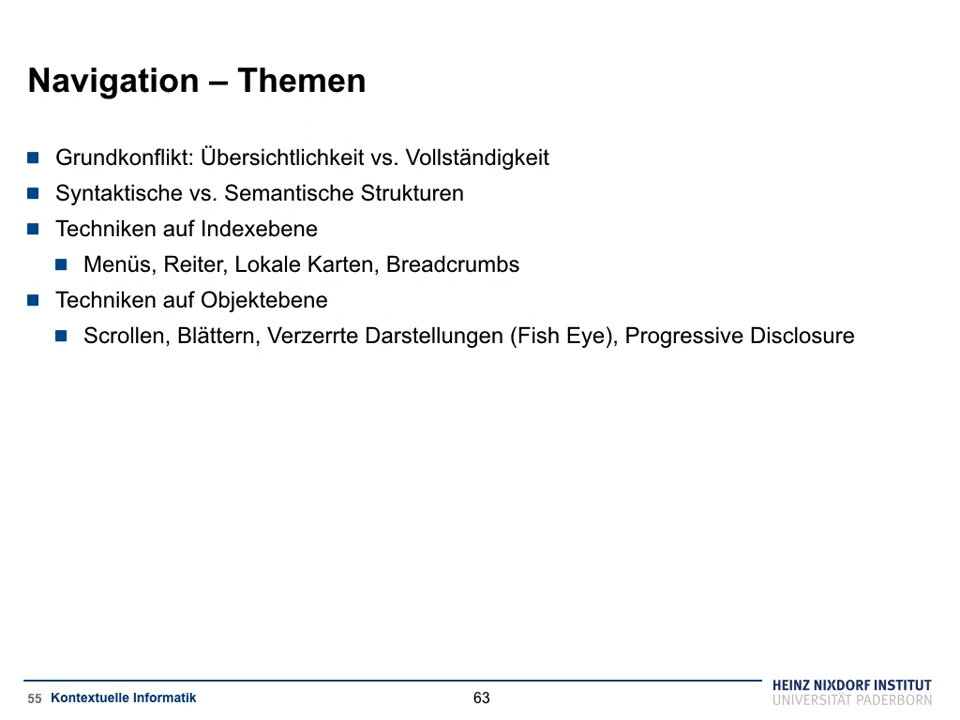 Navigation – Themen
Grundkonflikt: Übersichtlichkeit vs. Vollständigkeit
Syntaktische vs. Semantische Strukturen
Techniken auf Indexebene
Menüs, Reiter, Lokale Karten, Breadcrumbs
Techniken auf Objektebene
Scrollen, Blättern, Verzerrte Darstellungen (Fish Eye), Progressive Disclosure
55 Kontextuelle Informatik
63
HEINZ NIXDORF INSTITUT
UNIVERSITÄT PADERBORN